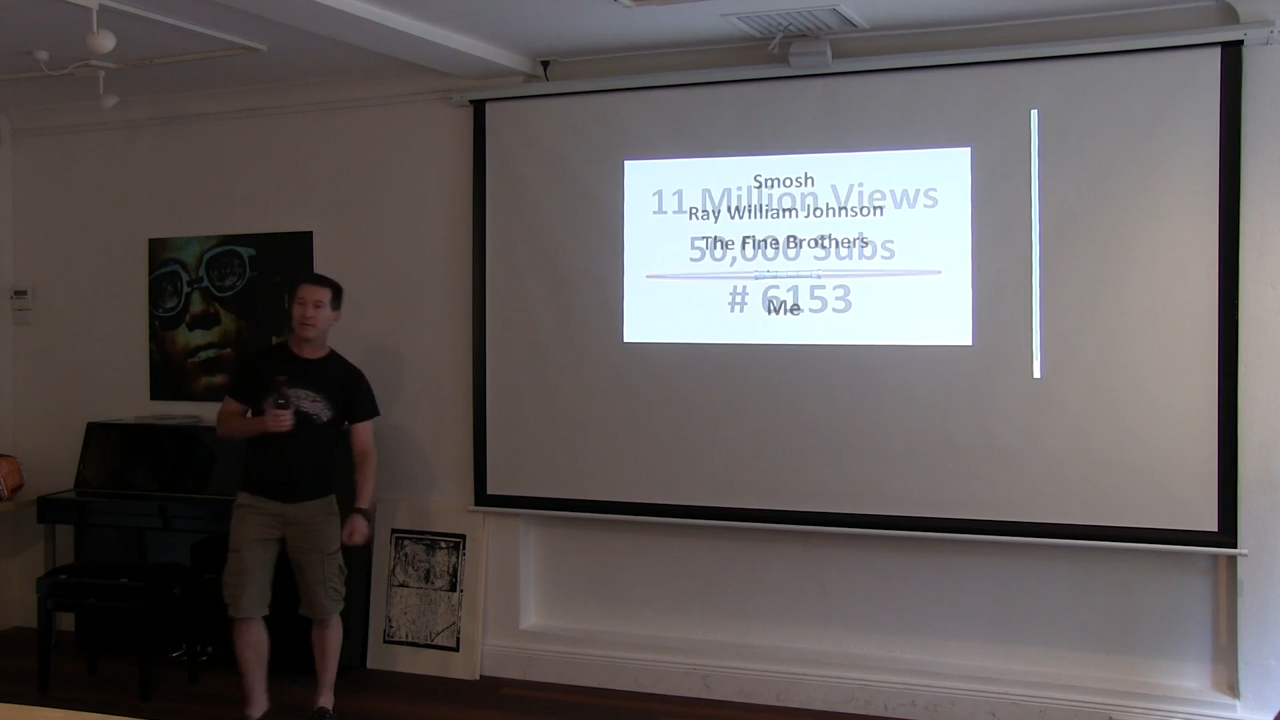 Smosh
11 Million Views
Ray William Johnson
The Fine Brothers
50,000 Subs
# 6153
Me